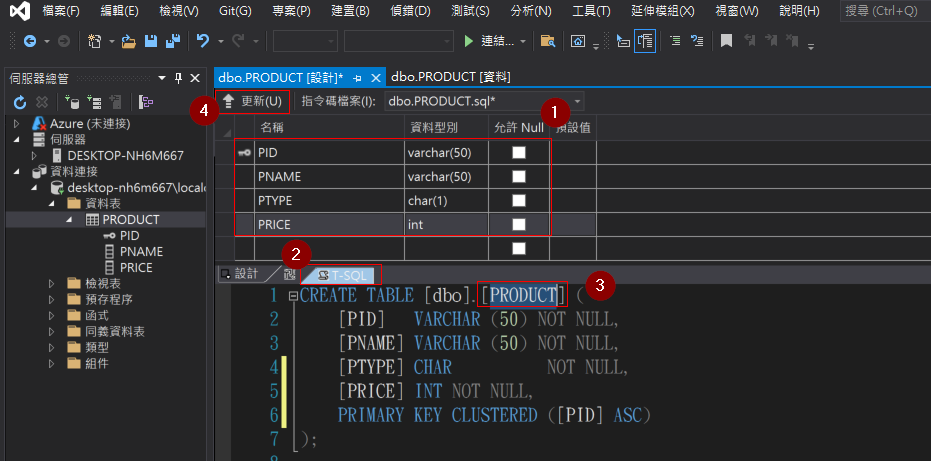 檔案(F) 編輯(E) 檢視(V) Git(G) 專案(P) 建置(B) 偵錯(D) 測試(S) 分析(N) 工具(T) 延伸模組(X) 視窗(W) 說明(H) 搜尋 (Ctrl+Q)
連結...
伺服器總管
Azure (未連接)
伺服器
DESKTOP-NH6M667
資料連接
desktop-nh6m667\localo
資料表
PRODUCT
PID
PNAME
PRICE
檢視表
預存程序
函式
同義資料表
類型
組件
dbo.PRODUCT [設計]* dbo.PRODUCT [資料]
4 更新(U) 指令碼檔案(I): dbo.PRODUCT.sql* 1
名稱 資料型別 允許 Null 預設值
PID varchar(50)
PNAME varchar(50)
PTYPE char(1)
PRICE int
2
設計 T-SQL
3
1 CREATE TABLE [dbo].[PRODUCT] (
2 [PID] VARCHAR (50) NOT NULL,
3 [PNAME] VARCHAR (50) NOT NULL,
4 [PTYPE] CHAR NOT NULL,
5 [PRICE] INT NOT NULL,
6 PRIMARY KEY CLUSTERED ([PID] ASC)
7 );